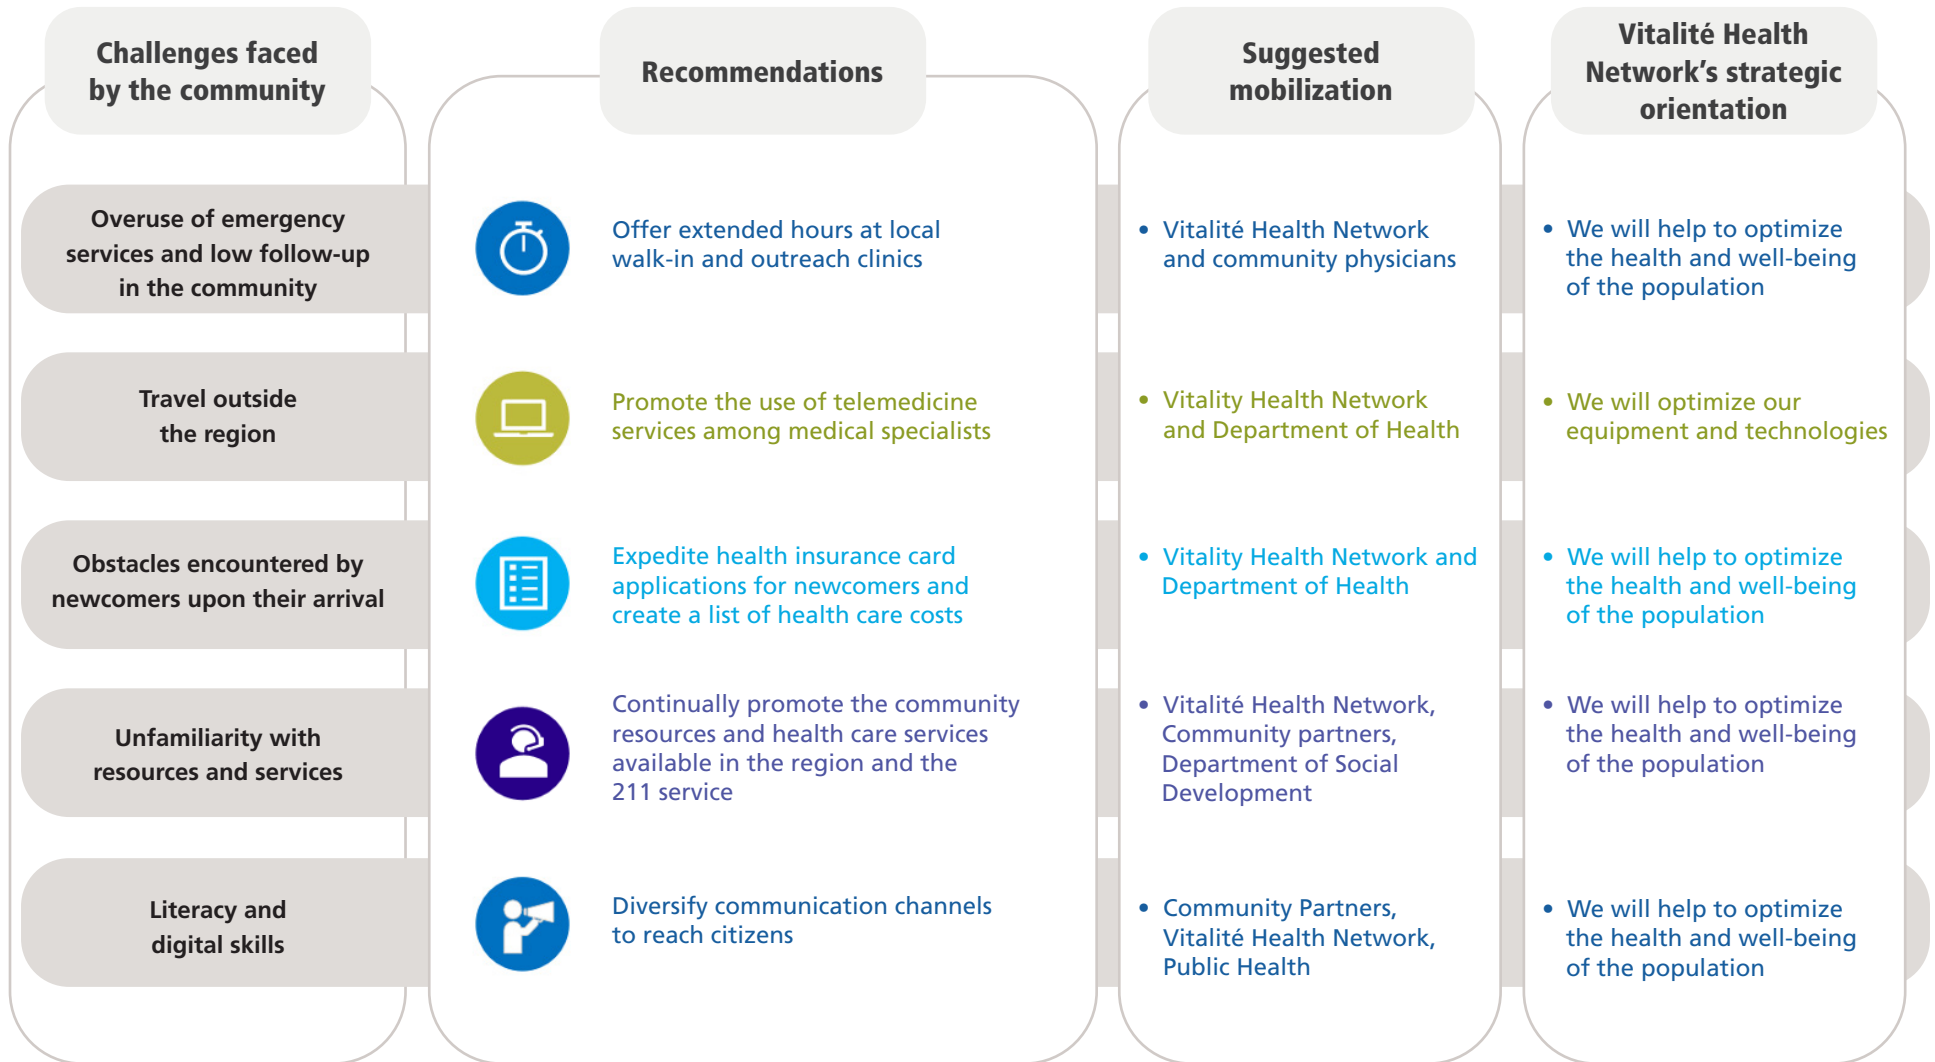 Challenges faced
by the community
Recommendations
Suggested
mobilization
Vitalité Health
Network's strategic
orientation
Overuse of emergency
services and low follow-up
in the community
Offer extended hours at local
walk-in and outreach clinics
• Vitalité Health Network
and community physicians
• We will help to optimize
the health and well-being
of the population
Travel outside
the region
Promote the use of telemedicine
services among medical specialists
• Vitality Health Network
and Department of Health
• We will optimize our
equipment and technologies
Obstacles encountered by
newcomers upon their arrival
Expedite health insurance card
applications for newcomers and
create a list of health care costs
• Vitality Health Network and
Department of Health
• We will help to optimize
the health and well-being
of the population
Unfamiliarity with
resources and services
Continually promote the community
resources and health care services
available in the region and the
211 service
• Vitalité Health Network,
Community partners,
Department of Social
Development
• We will help to optimize
the health and well-being
of the population
Literacy and
digital skills
Diversify communication channels
to reach citizens
• Community Partners,
Vitalité Health Network,
Public Health
• We will help to optimize
the health and well-being
of the population